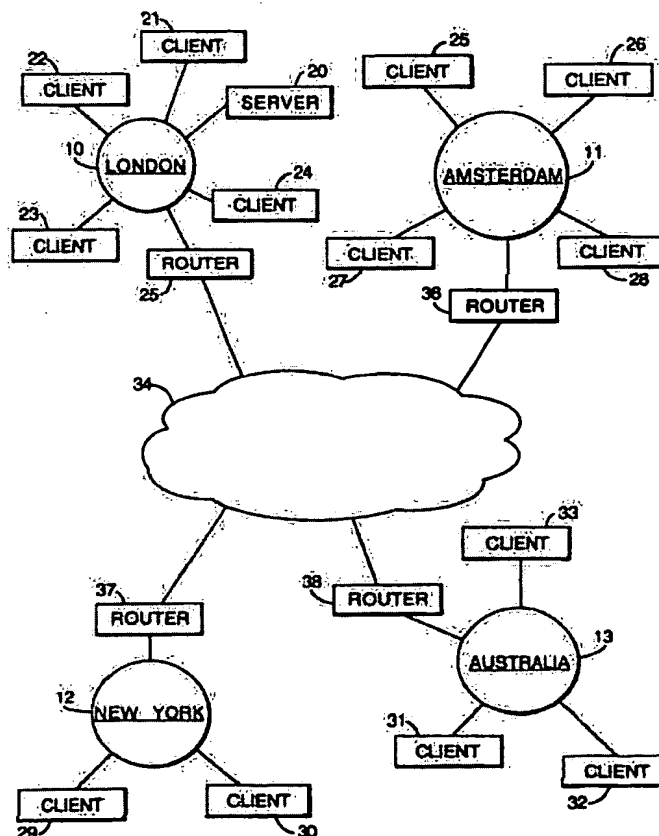 21
CLIENT
22
CLIENT
20
SERVER
10
LONDON
24
CLIENT
23
CLIENT
ROUTER
25
25
CLIENT
26
CLIENT
AMSTERDAM
11
CLIENT
27
CLIENT
28
36
ROUTER
34
33
CLIENT
37
ROUTER
38
ROUTER
12
NEW YORK
AUSTRALIA
13
31
CLIENT
CLIENT
32
CLIENT
29
CLIENT
30